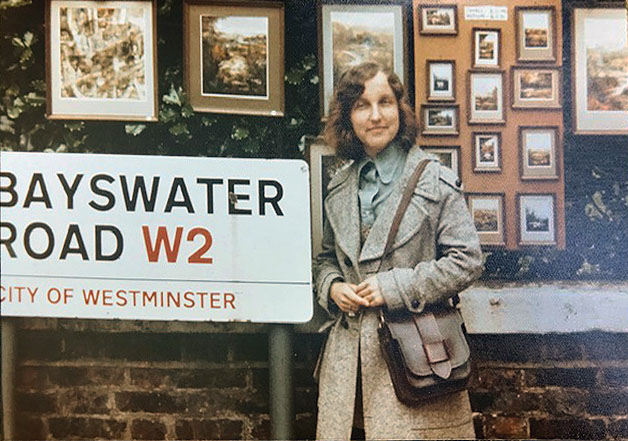 BAYSWATER
ROAD W2
CITY OF WESTMINSTER